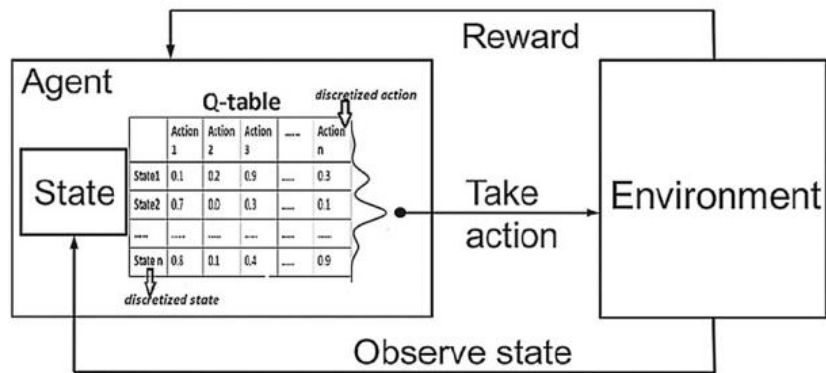 Reward
Agent
Q-table
discretized action
Action 1 Action 2 Action 3 ...... Action n
State1 0.1 0.2 0.9 ...... 0.3
State2 0.7 0.0 0.3 ...... 0.1
...... ...... ...... ...... ...... ......
State n 0.8 0.1 0.4 ...... 0.9
discretized state
State
Take
action
Environment
Observe state